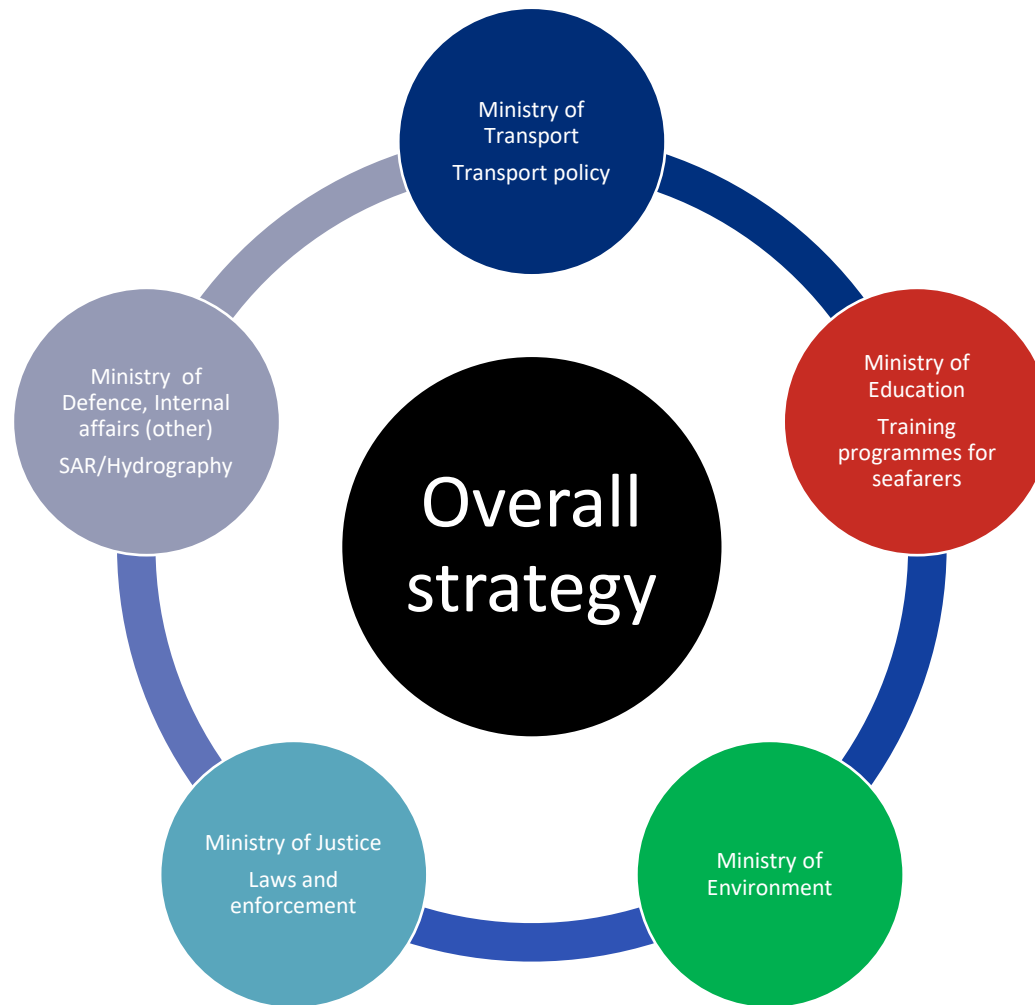 Ministry of
Transport
Transport policy
Ministry of
Education
Training
programmes for
seafarers
Ministry of
Environment
Ministry of Justice
Laws and
enforcement
Ministry of
Defence, Internal
affairs (other)
SAR/Hydrography
Overall
strategy